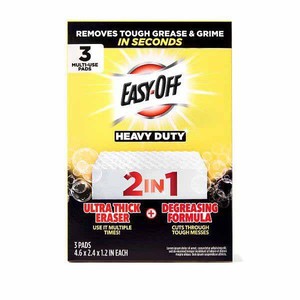 REMOVES TOUGH GREASE & GRIME
IN SECONDS
3
MULTI-USE
PADS
EASY-OFF
HEAVY DUTY
2 IN 1
ULTRA THICK
ERASER
USE IT MULTIPLE
TIMES!
+
DEGREASING
FORMULA
CUTS THROUGH
TOUGH MESSES
3 PADS
4.6 x 2.4 x 1.2 IN EACH